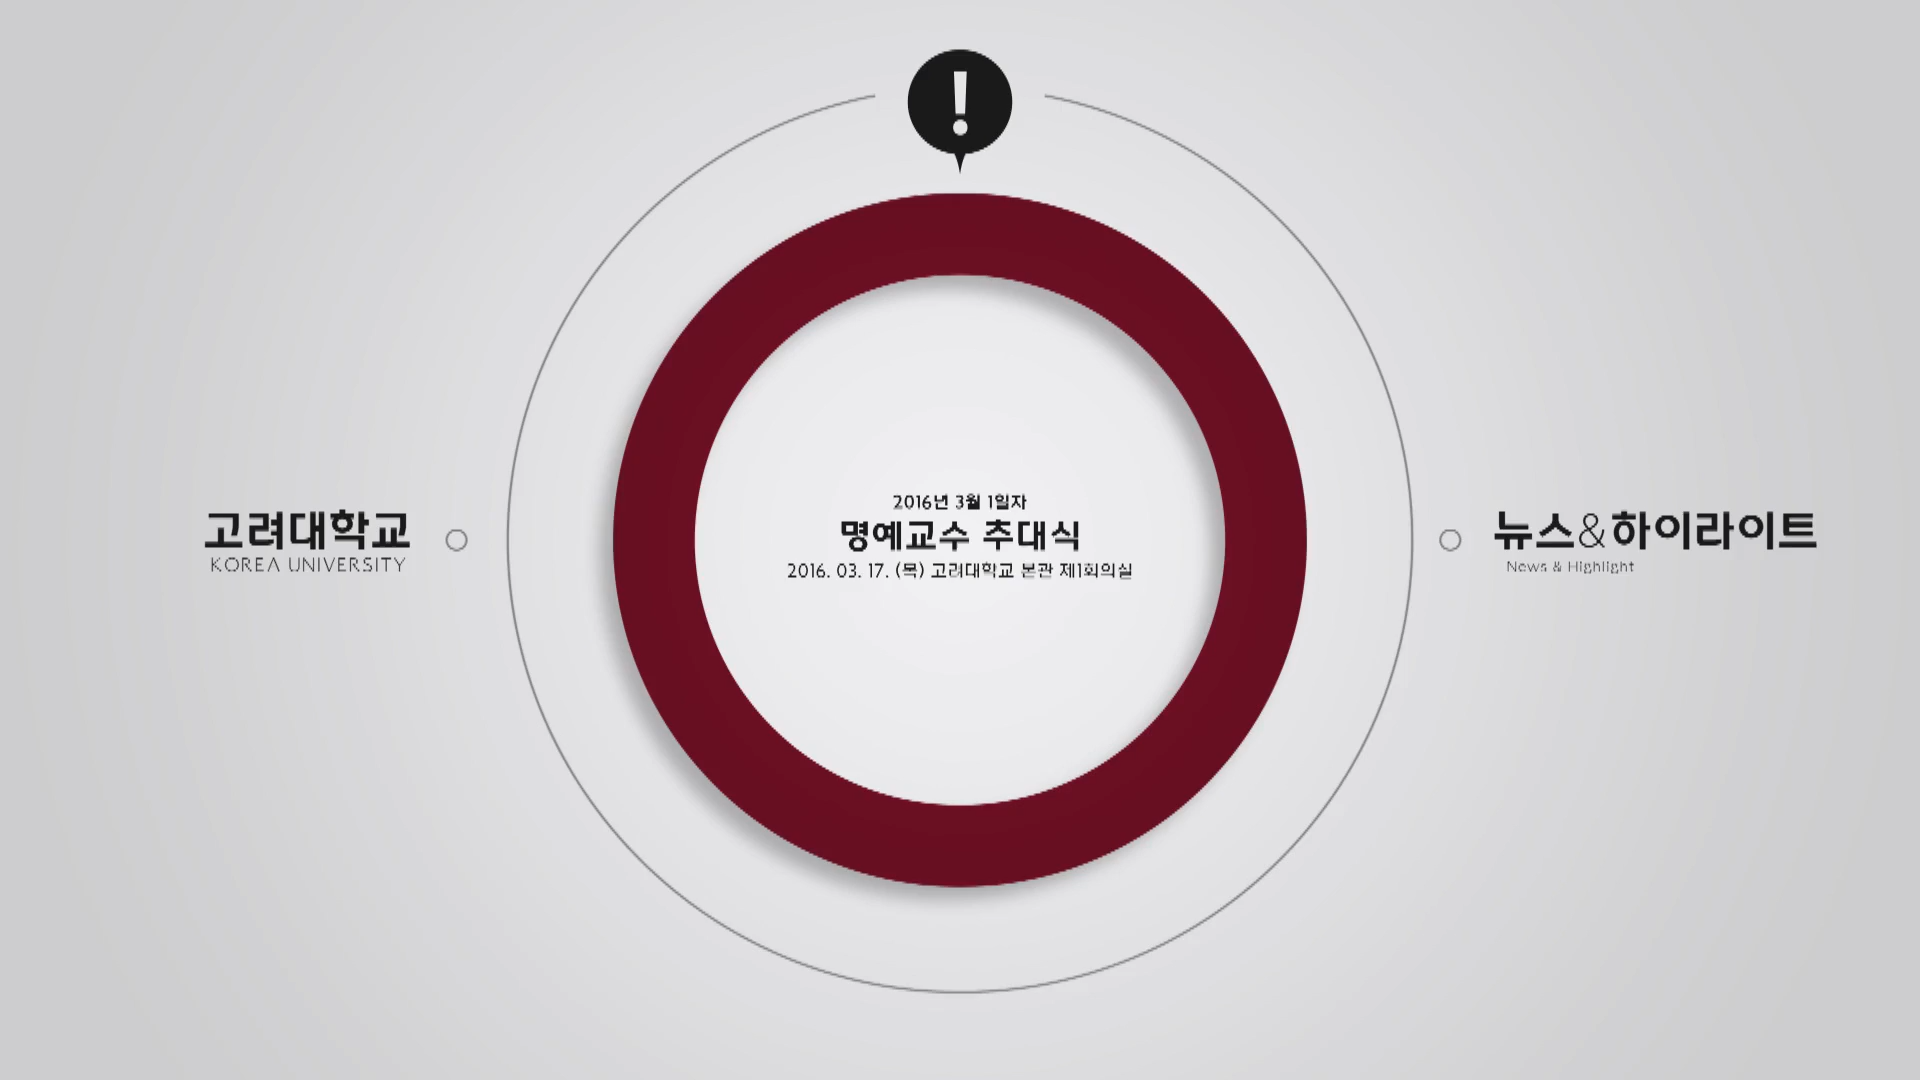 !
고려대학교
KOREA UNIVERSITY
2016년 3월 1일자
명예교수 추대식
2016. 03. 17. (목) 고려대학교 본관 제1회의실
뉴스&하이라이트
News & Highlight